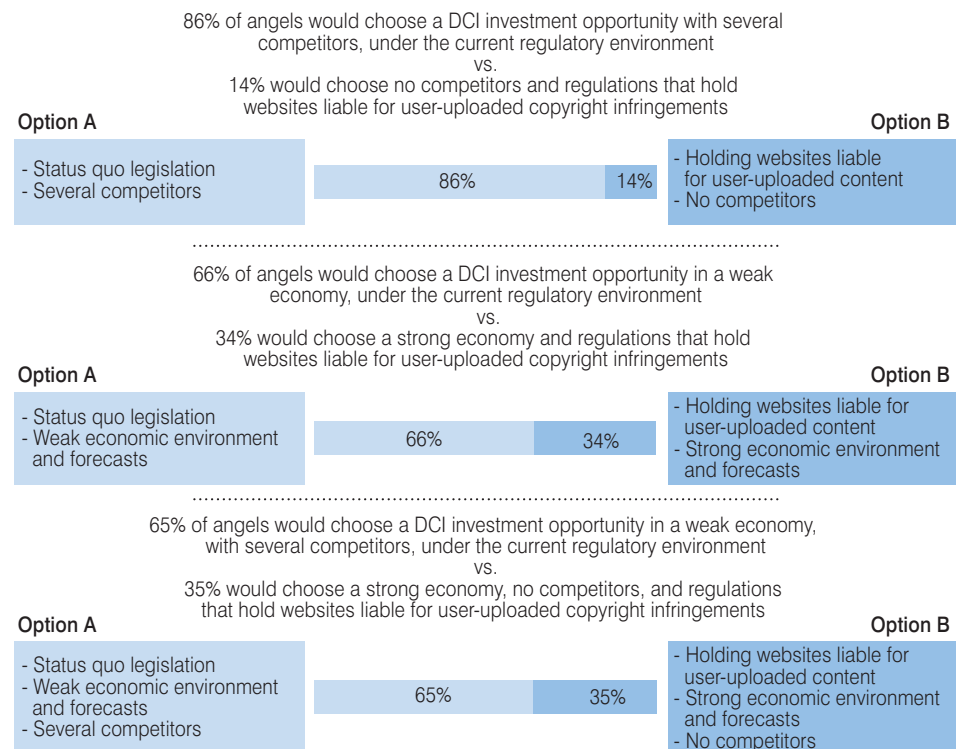 86% of angels would choose a DCI investment opportunity with several
competitors, under the current regulatory environment
vs.
14% would choose no competitors and regulations that hold
websites liable for user-uploaded copyright infringements
Option A
Option B
- Status quo legislation
- Several competitors
86%
14%
- Holding websites liable
for user-uploaded content
- No competitors
66% of angels would choose a DCI investment opportunity in a weak
economy, under the current regulatory environment
vs.
34% would choose a strong economy and regulations that hold
websites liable for user-uploaded copyright infringements
Option A
Option B
- Status quo legislation
- Weak economic environment
and forecasts
66%
34%
- Holding websites liable for
user-uploaded content
- Strong economic environment
and forecasts
65% of angels would choose a DCI investment opportunity in a weak economy,
with several competitors, under the current regulatory environment
vs.
35% would choose a strong economy, no competitors, and regulations
that hold websites liable for user-uploaded copyright infringements
Option A
Option B
- Status quo legislation
- Weak economic environment
and forecasts
- Several competitors
65%
35%
- Holding websites liable for
user-uploaded content
- Strong economic environment
and forecasts
- No competitors